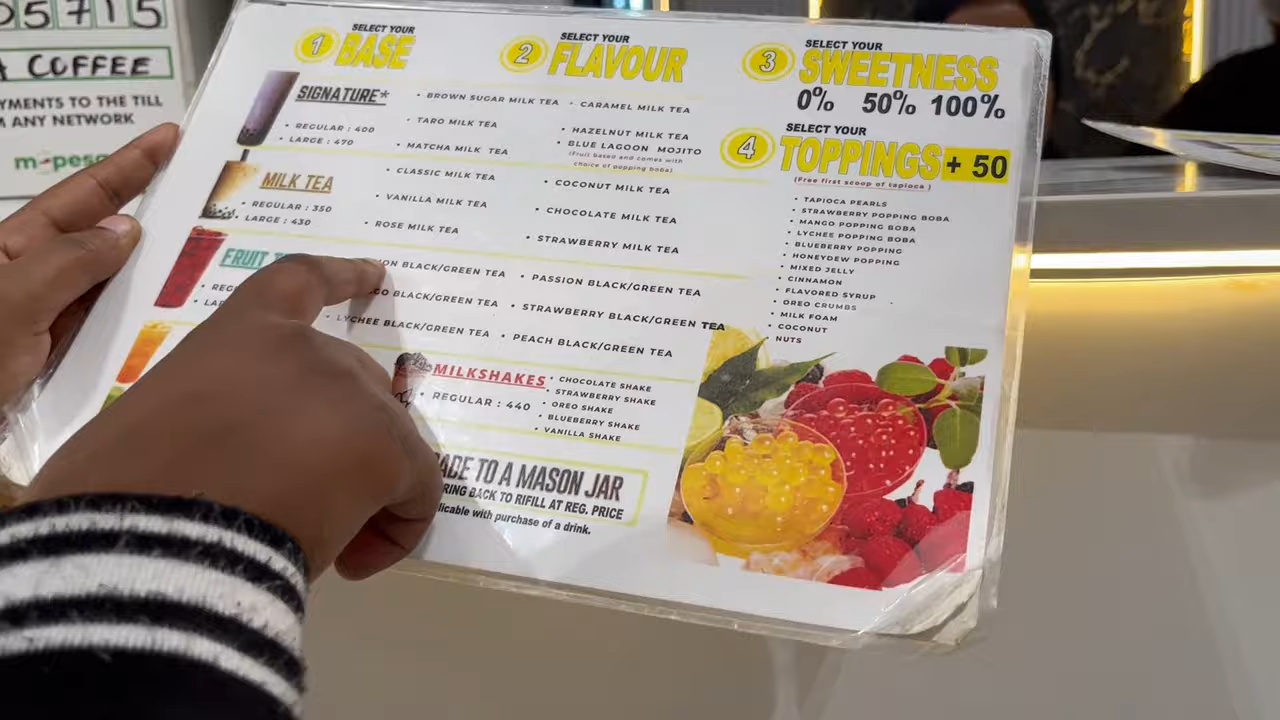 05715
COFFEE
YMENTS TO THE TILL
ANY NETWORK
m-pesa
1 SELECT YOUR
BASE
SIGNATURE*
• REGULAR : 400
• LARGE : 470
MILK TEA
• REGULAR : 350
• LARGE : 430
FRUIT
2 SELECT YOUR
FLAVOUR
• BROWN SUGAR MILK TEA • CARAMEL MILK TEA
• TARO MILK TEA • HAZELNUT MILK TEA
• MATCHA MILK TEA • BLUE LAGOON MOJITO
(Fruit based and comes with
choice of popping boba)
• CLASSIC MILK TEA • COCONUT MILK TEA
• VANILLA MILK TEA • CHOCOLATE MILK TEA
• ROSE MILK TEA • STRAWBERRY MILK TEA
BLACK/GREEN TEA • PASSION BLACK/GREEN TEA
BLACK/GREEN TEA • STRAWBERRY BLACK/GREEN TEA
• LYCHEE BLACK/GREEN TEA • PEACH BLACK/GREEN TEA
MILKSHAKES
• REGULAR : 440
• CHOCOLATE SHAKE
• STRAWBERRY SHAKE
• OREO SHAKE
• BLUEBERRY SHAKE
• VANILLA SHAKE
ADE TO A MASON JAR
RING BACK TO RIFILL AT REG. PRICE
licable with purchase of a drink.
3 SELECT YOUR
SWEETNESS
0% 50% 100%
4 SELECT YOUR
TOPPINGS + 50
(Free first scoop of tapioca )
• TAPIOCA PEARLS
• STRAWBERRY POPPING BOBA
• MANGO POPPING BOBA
• LYCHEE POPPING BOBA
• BLUEBERRY POPPING
• HONEYDEW POPPING
• MIXED JELLY
• CINNAMON
• FLAVORED SYRUP
• OREO CRUMBS
• MILK FOAM
• COCONUT
• NUTS